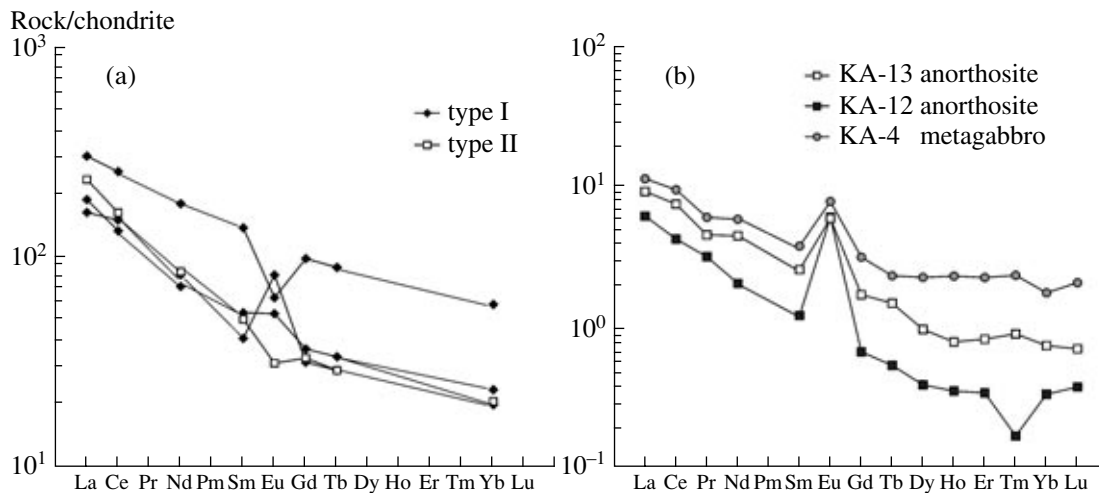 Rock/chondrite
10³
10²
10¹
(a)
type I
type II
La Ce Pr Nd Pm Sm Eu Gd Tb Dy Ho Er Tm Yb Lu
10²
10¹
10⁰
10⁻¹
(b)
KA-13 anorthosite
KA-12 anorthosite
KA-4 metagabbro
La Ce Pr Nd Pm Sm Eu Gd Tb Dy Ho Er Tm Yb Lu